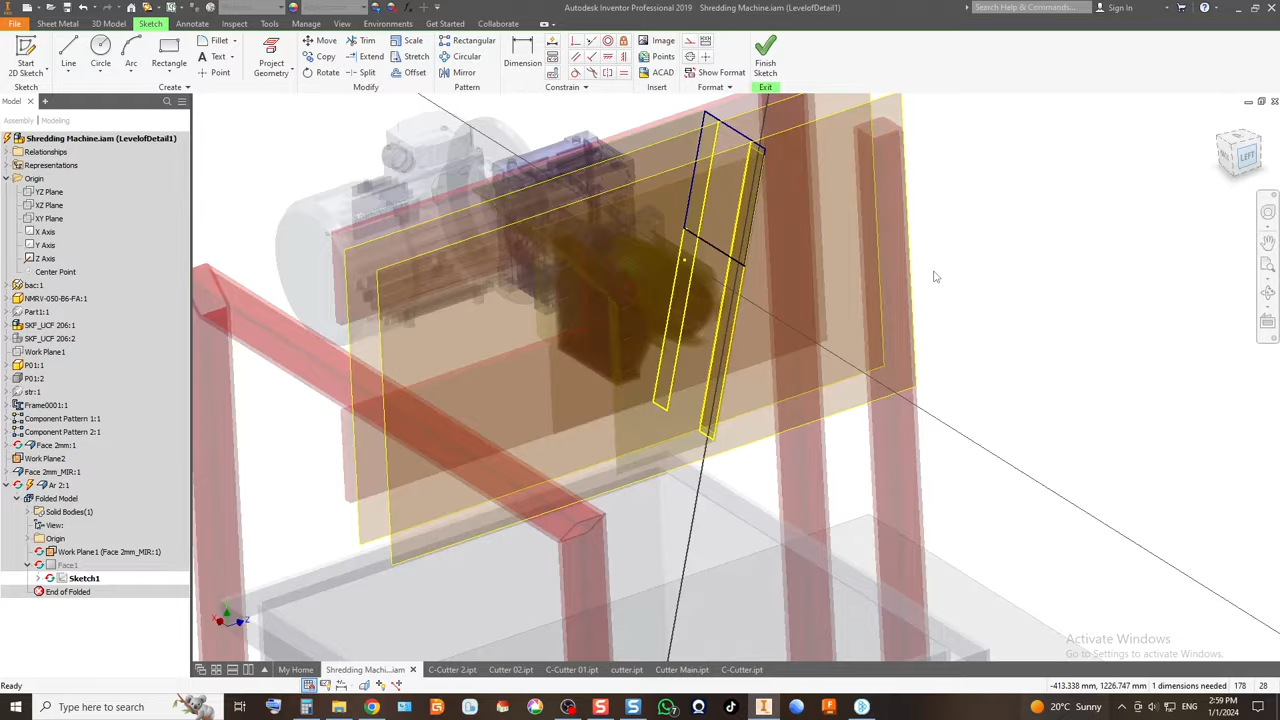 Autodesk Inventor Professional 2019   Shredding Machine.iam (LevelofDetail1)
Search Help & Commands...
Sign In
File
Sheet Metal
3D Model
Sketch
Annotate
Inspect
Tools
Manage
View
Environments
Get Started
Collaborate
Start
2D Sketch
Line
Circle
Arc
Rectangle
Fillet
Text
Point
Project
Geometry
Move
Trim
Scale
Copy
Extend
Stretch
Rotate
Split
Offset
Rectangular
Circular
Mirror
Dimension
Image
Points
ACAD
Show Format
Finish
Sketch
Sketch
Create
Modify
Pattern
Constrain
Insert
Format
Exit
Model
Assembly
Modeling
Shredding Machine.iam (LevelofDetail1)
Relationships
Representations
Origin
YZ Plane
XZ Plane
XY Plane
X Axis
Y Axis
Z Axis
Center Point
bac:1
NMRV-050-B6-FA:1
Part1:1
SKF_UCF 206:1
SKF_UCF 206:2
Work Plane1
P01:1
P01:2
str:1
Frame0001:1
Component Pattern 1:1
Component Pattern 2:1
Face 2mm:1
Work Plane2
Face 2mm_MIR:1
Ar 2:1
Folded Model
Solid Bodies(1)
View:
Origin
Work Plane1 (Face 2mm_MIR:1)
Face1
Sketch1
End of Folded
LEFT
X
Z
Activate Windows
Go to Settings to activate Windows.
My Home
Shredding Machi...iam
C-Cutter 2.ipt
Cutter 02.ipt
C-Cutter 01.ipt
cutter.ipt
Cutter Main.ipt
C-Cutter.ipt
Ready
-413.338 mm, 1226.747 mm
1 dimensions needed
178
28
Type here to search
7
20°C Sunny
2:59 PM
1/1/2024